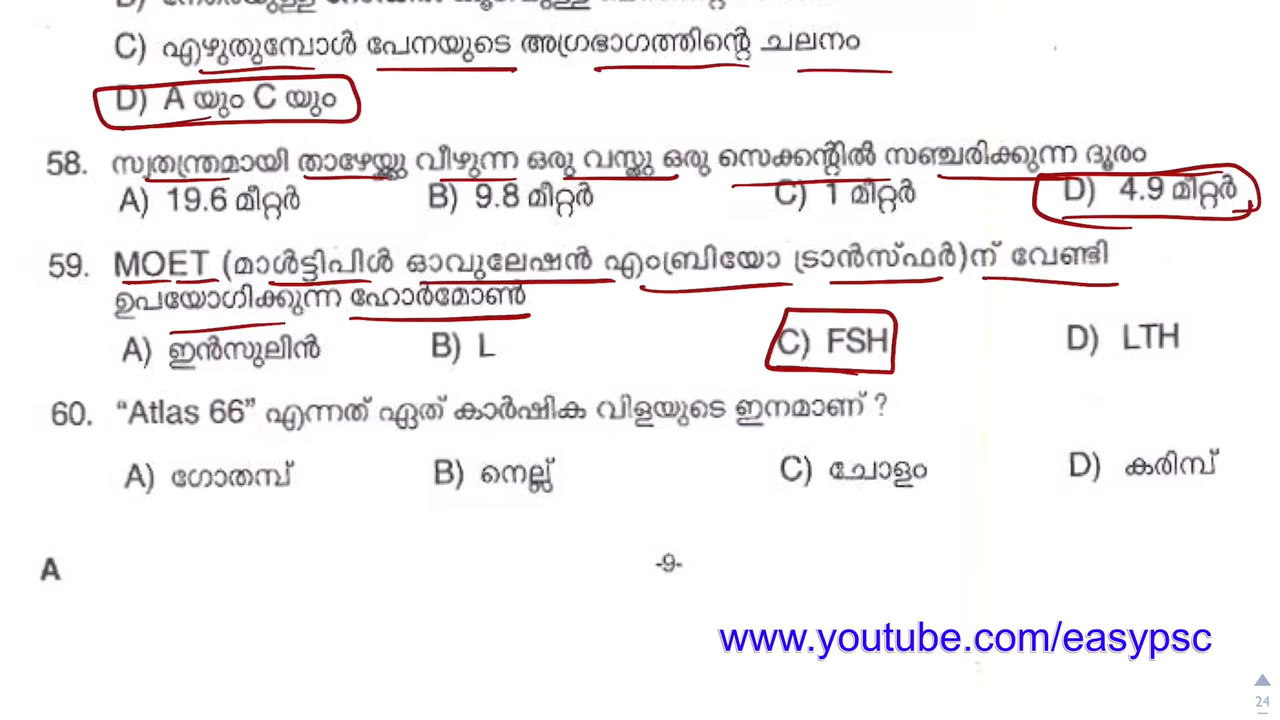 C) എഴുതുമ്പോൾ പേനയുടെ അഗ്രഭാഗത്തിന്റെ ചലനം
D) A യും C യും
58. സ്വതന്ത്രമായി താഴേയ്ക്കു വീഴുന്ന ഒരു വസ്തു ഒരു സെക്കന്റിൽ സഞ്ചരിക്കുന്ന ദൂരം
A) 19.6 മീറ്റർ B) 9.8 മീറ്റർ C) 1 മീറ്റർ D) 4.9 മീറ്റർ
59. MOET (മാൾട്ടിപിൾ ഓവുലേഷൻ എംബ്രിയോ ട്രാൻസ്ഫർ)ന് വേണ്ടി
ഉപയോഗിക്കുന്ന ഹോർമോൺ
A) ഇൻസുലിൻ B) L C) FSH D) LTH
60. "Atlas 66" എന്നത് ഏത് കാർഷിക വിളയുടെ ഇനമാണ് ?
A) ഗോതമ്പ് B) നെല്ല് C) ചോളം D) കരിമ്പ്
A -9-
www.youtube.com/easypsc
24